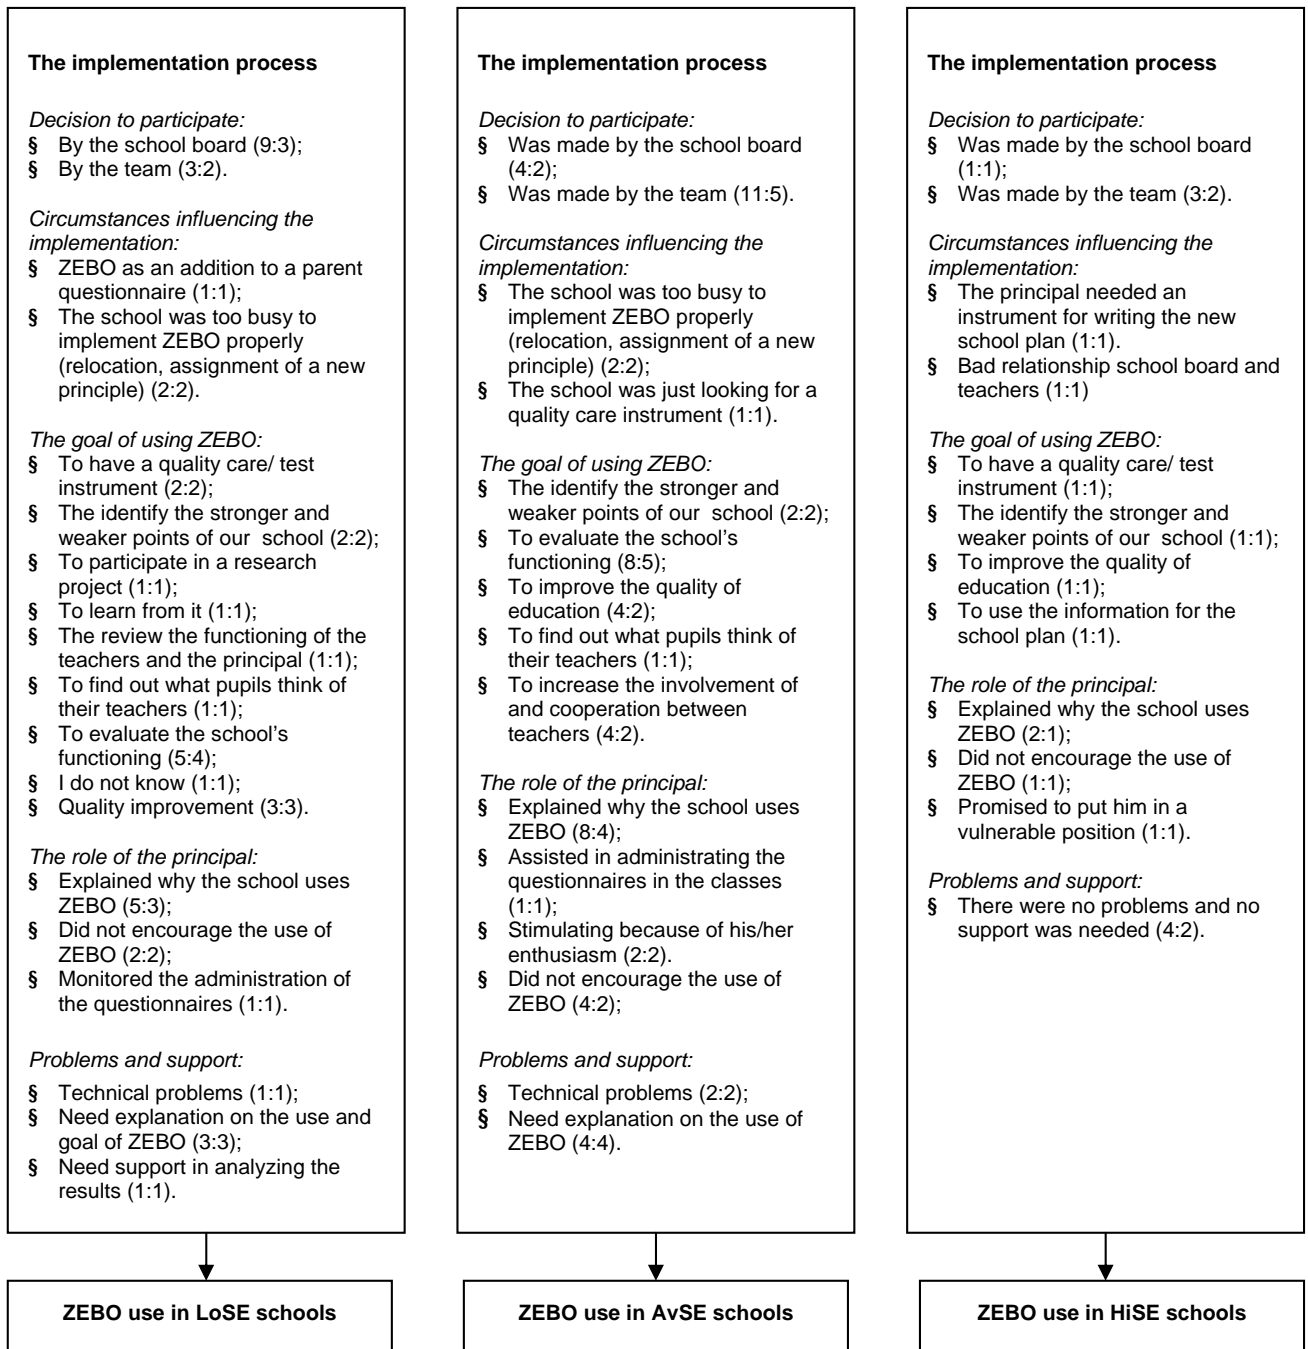 The implementation process
Decision to participate:
§ By the school board (9:3);
§ By the team (3:2).
Circumstances influencing the
implementation:
§ ZEBO as an addition to a parent
questionnaire (1:1);
§ The school was too busy to
implement ZEBO properly
(relocation, assignment of a new
principle) (2:2).
The goal of using ZEBO:
§ To have a quality care/ test
instrument (2:2);
§ The identify the stronger and
weaker points of our school (2:2);
§ To participate in a research
project (1:1);
§ To learn from it (1:1);
§ The review the functioning of the
teachers and the principal (1:1);
§ To find out what pupils think of
their teachers (1:1);
§ To evaluate the school's
functioning (5:4);
§ I do not know (1:1);
§ Quality improvement (3:3).
The role of the principal:
§ Explained why the school uses
ZEBO (5:3);
§ Did not encourage the use of
ZEBO (2:2);
§ Monitored the administration of
the questionnaires (1:1).
Problems and support:
§ Technical problems (1:1);
§ Need explanation on the use and
goal of ZEBO (3:3);
§ Need support in analyzing the
results (1:1).
ZEBO use in LoSE schools
The implementation process
Decision to participate:
§ Was made by the school board
(4:2);
§ Was made by the team (11:5).
Circumstances influencing the
implementation:
§ The school was too busy to
implement ZEBO properly
(relocation, assignment of a new
principle) (2:2);
§ The school was just looking for a
quality care instrument (1:1).
The goal of using ZEBO:
§ The identify the stronger and
weaker points of our school (2:2);
§ To evaluate the school's
functioning (8:5);
§ To improve the quality of
education (4:2);
§ To find out what pupils think of
their teachers (1:1);
§ To increase the involvement of
and cooperation between
teachers (4:2).
The role of the principal:
§ Explained why the school uses
ZEBO (8:4);
§ Assisted in administrating the
questionnaires in the classes
(1:1);
§ Stimulating because of his/her
enthusiasm (2:2).
§ Did not encourage the use of
ZEBO (4:2);
Problems and support:
§ Technical problems (2:2);
§ Need explanation on the use of
ZEBO (4:4).
ZEBO use in AvSE schools
The implementation process
Decision to participate:
§ Was made by the school board
(1:1);
§ Was made by the team (3:2).
Circumstances influencing the
implementation:
§ The principal needed an
instrument for writing the new
school plan (1:1).
§ Bad relationship school board and
teachers (1:1)
The goal of using ZEBO:
§ To have a quality care/ test
instrument (1:1);
§ The identify the stronger and
weaker points of our school (1:1);
§ To improve the quality of
education (1:1);
§ To use the information for the
school plan (1:1).
The role of the principal:
§ Explained why the school uses
ZEBO (2:1);
§ Did not encourage the use of
ZEBO (1:1);
§ Promised to put him in a
vulnerable position (1:1).
Problems and support:
§ There were no problems and no
support was needed (4:2).
ZEBO use in HiSE schools